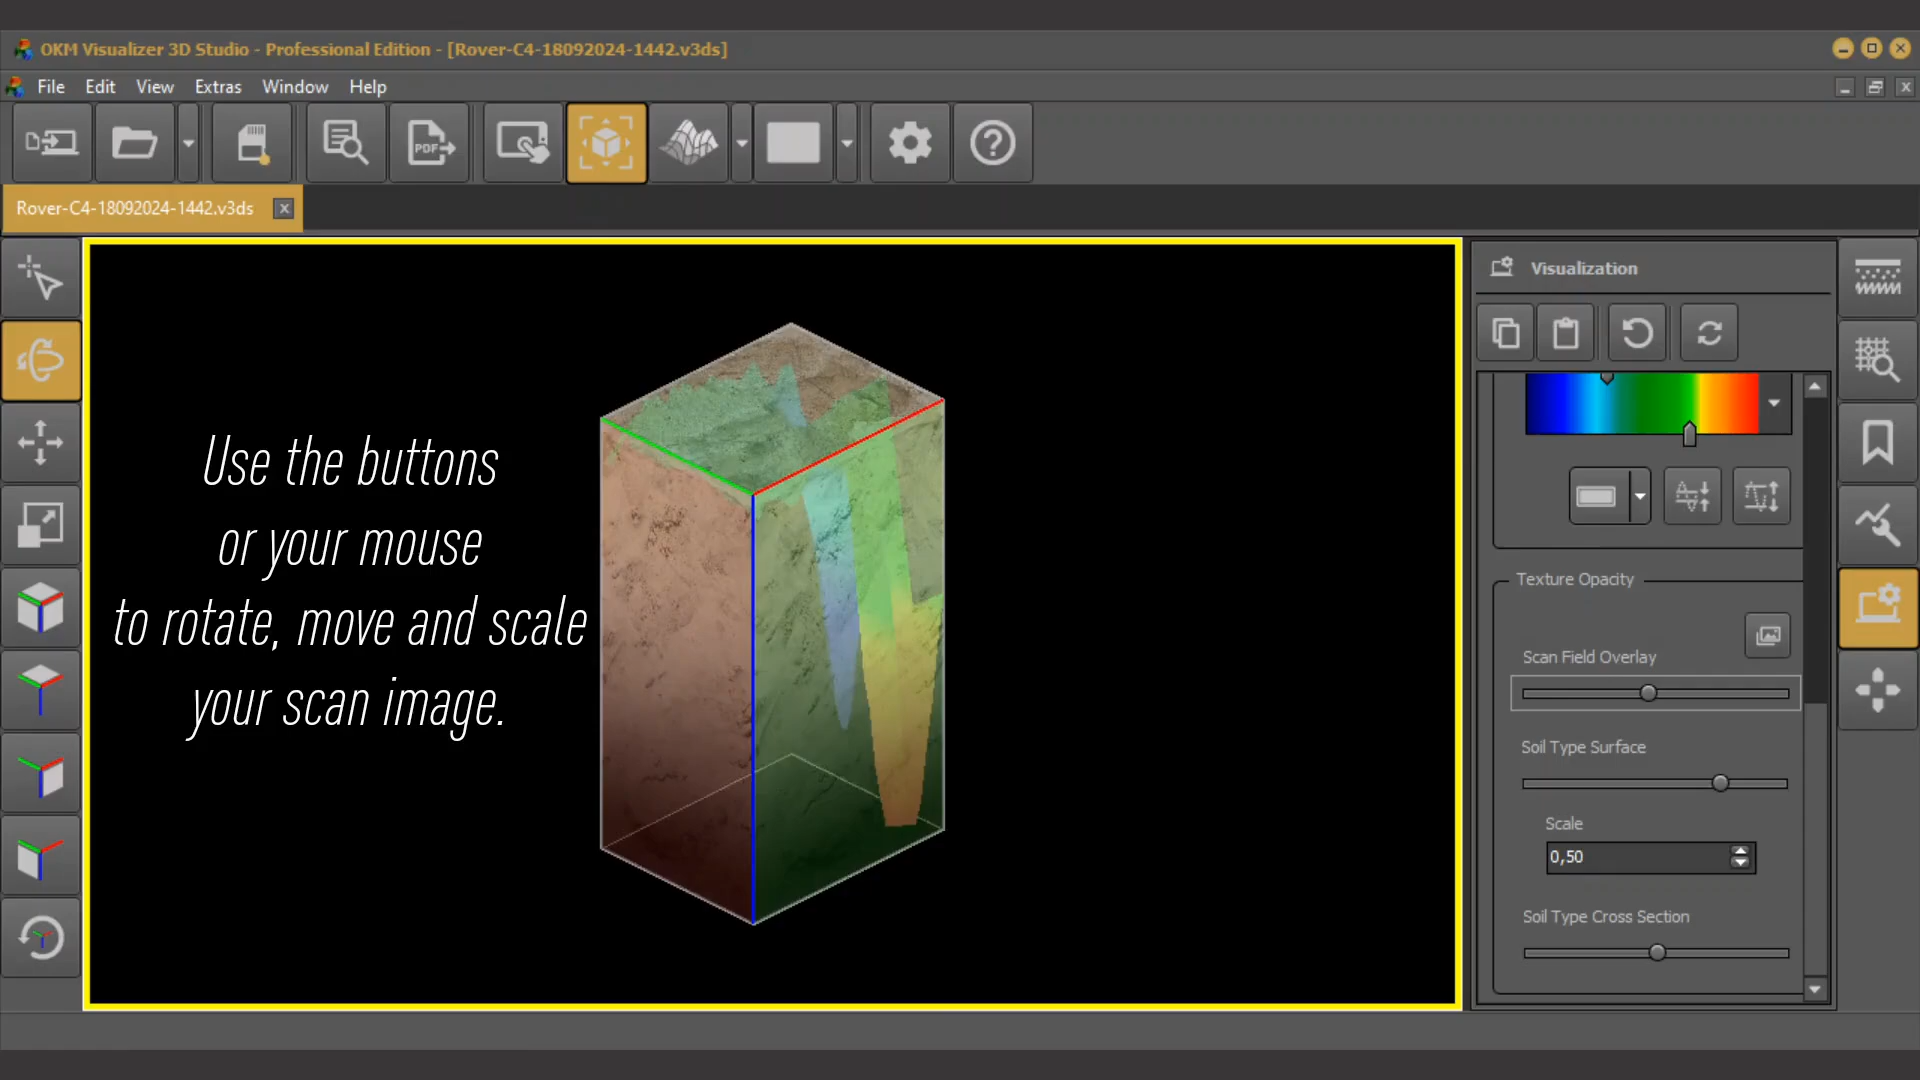 OKM Visualizer 3D Studio - Professional Edition - [Rover-C4-18092024-1442.v3ds]
File Edit View Extras Window Help
PDF
Rover-C4-18092024-1442.v3ds
Visualization
Use the buttons
or your mouse
to rotate, move and scale
your scan image.
Texture Opacity
Scan Field Overlay
Soil Type Surface
Scale
0,50
Soil Type Cross Section